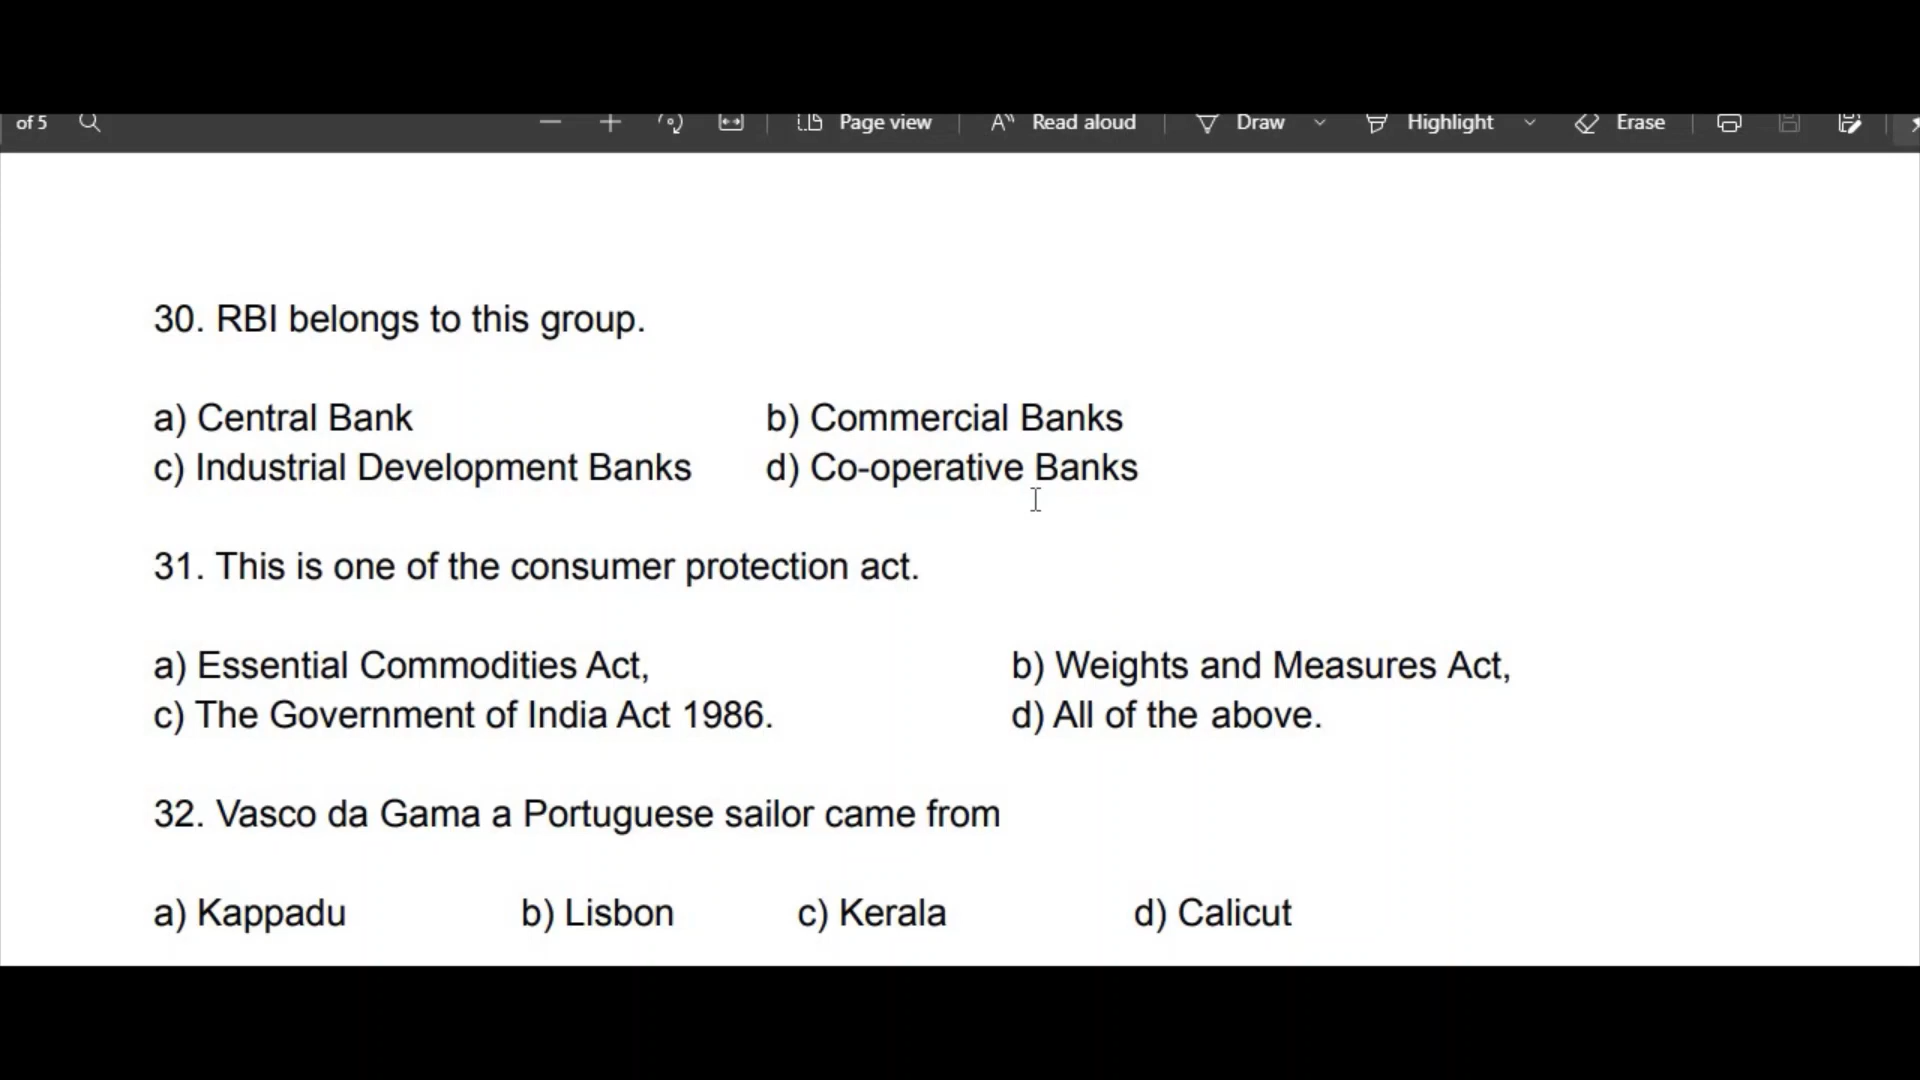 of 5 Page view Read aloud Draw Highlight Erase
30. RBI belongs to this group.
a) Central Bank b) Commercial Banks
c) Industrial Development Banks d) Co-operative Banks
31. This is one of the consumer protection act.
a) Essential Commodities Act, b) Weights and Measures Act,
c) The Government of India Act 1986. d) All of the above.
32. Vasco da Gama a Portuguese sailor came from
a) Kappadu b) Lisbon c) Kerala d) Calicut